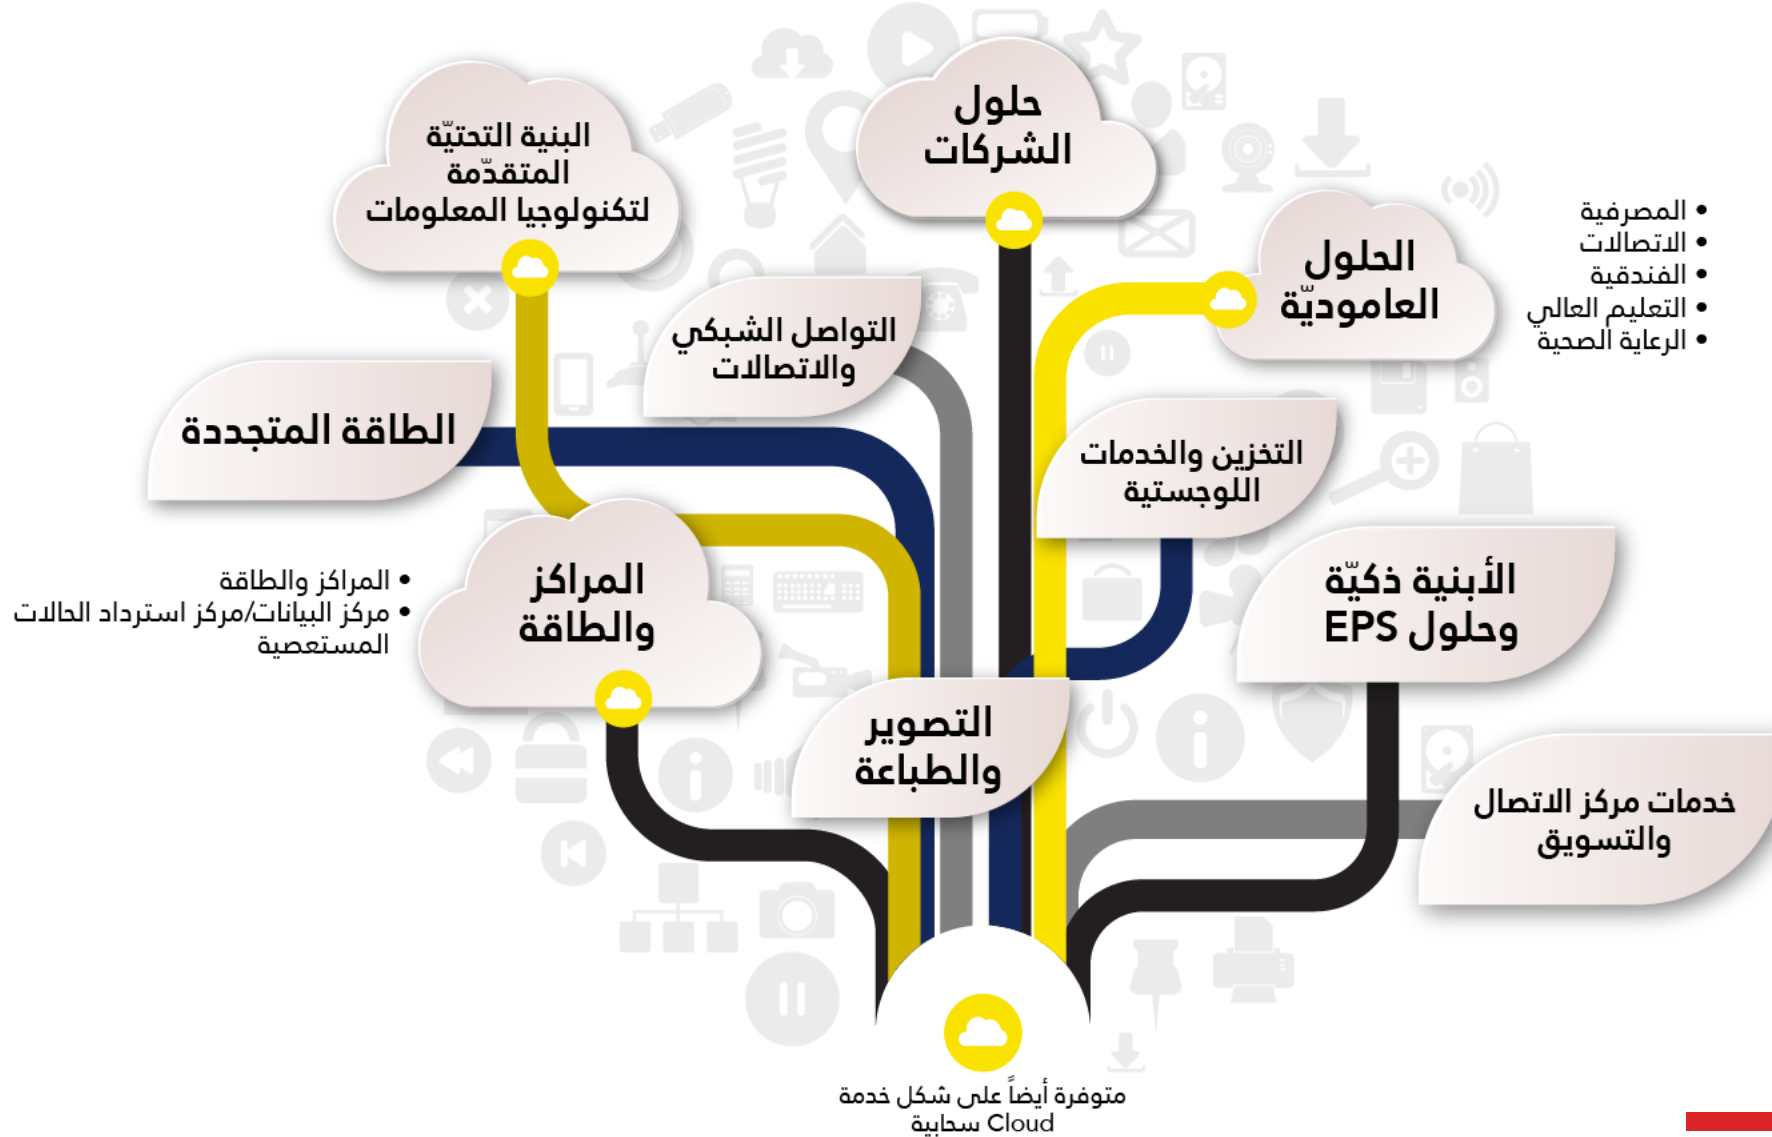 حلول
الشركات
البنية التحتيّة
المتقدّمة
لتكنولوجيا المعلومات
الحلول
العاموديّة
• المصرفية
• الاتصالات
• الفندقية
• التعليم العالي
• الرعاية الصحية
التواصل الشبكي
والاتصالات
الطاقة المتجددة
التخزين والخدمات
اللوجستية
الأبنية ذكيّة
وحلول EPS
المراكز
والطاقة
• المراكز والطاقة
• مركز البيانات/مركز استرداد الحالات
المستعصية
التصوير
والطباعة
خدمات مركز الاتصال
والتسويق
متوفرة أيضاً على شكل خدمة
Cloud سحابية